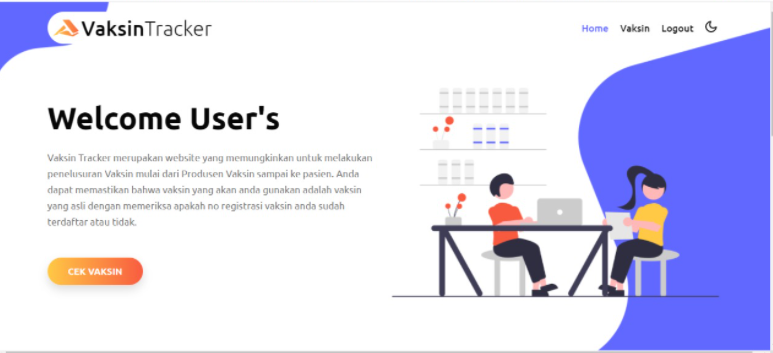 VaksinTracker
Home Vaksin Logout
Welcome User's
Vaksin Tracker merupakan website yang memungkinkan untuk melakukan
penelusuran Vaksin mulai dari Produsen Vaksin sampai ke pasien. Anda
dapat memastikan bahwa vaksin yang akan anda gunakan adalah vaksin
yang asli dengan memeriksa apakah no registrasi vaksin anda sudah
terdaftar atau tidak.
CEK VAKSIN